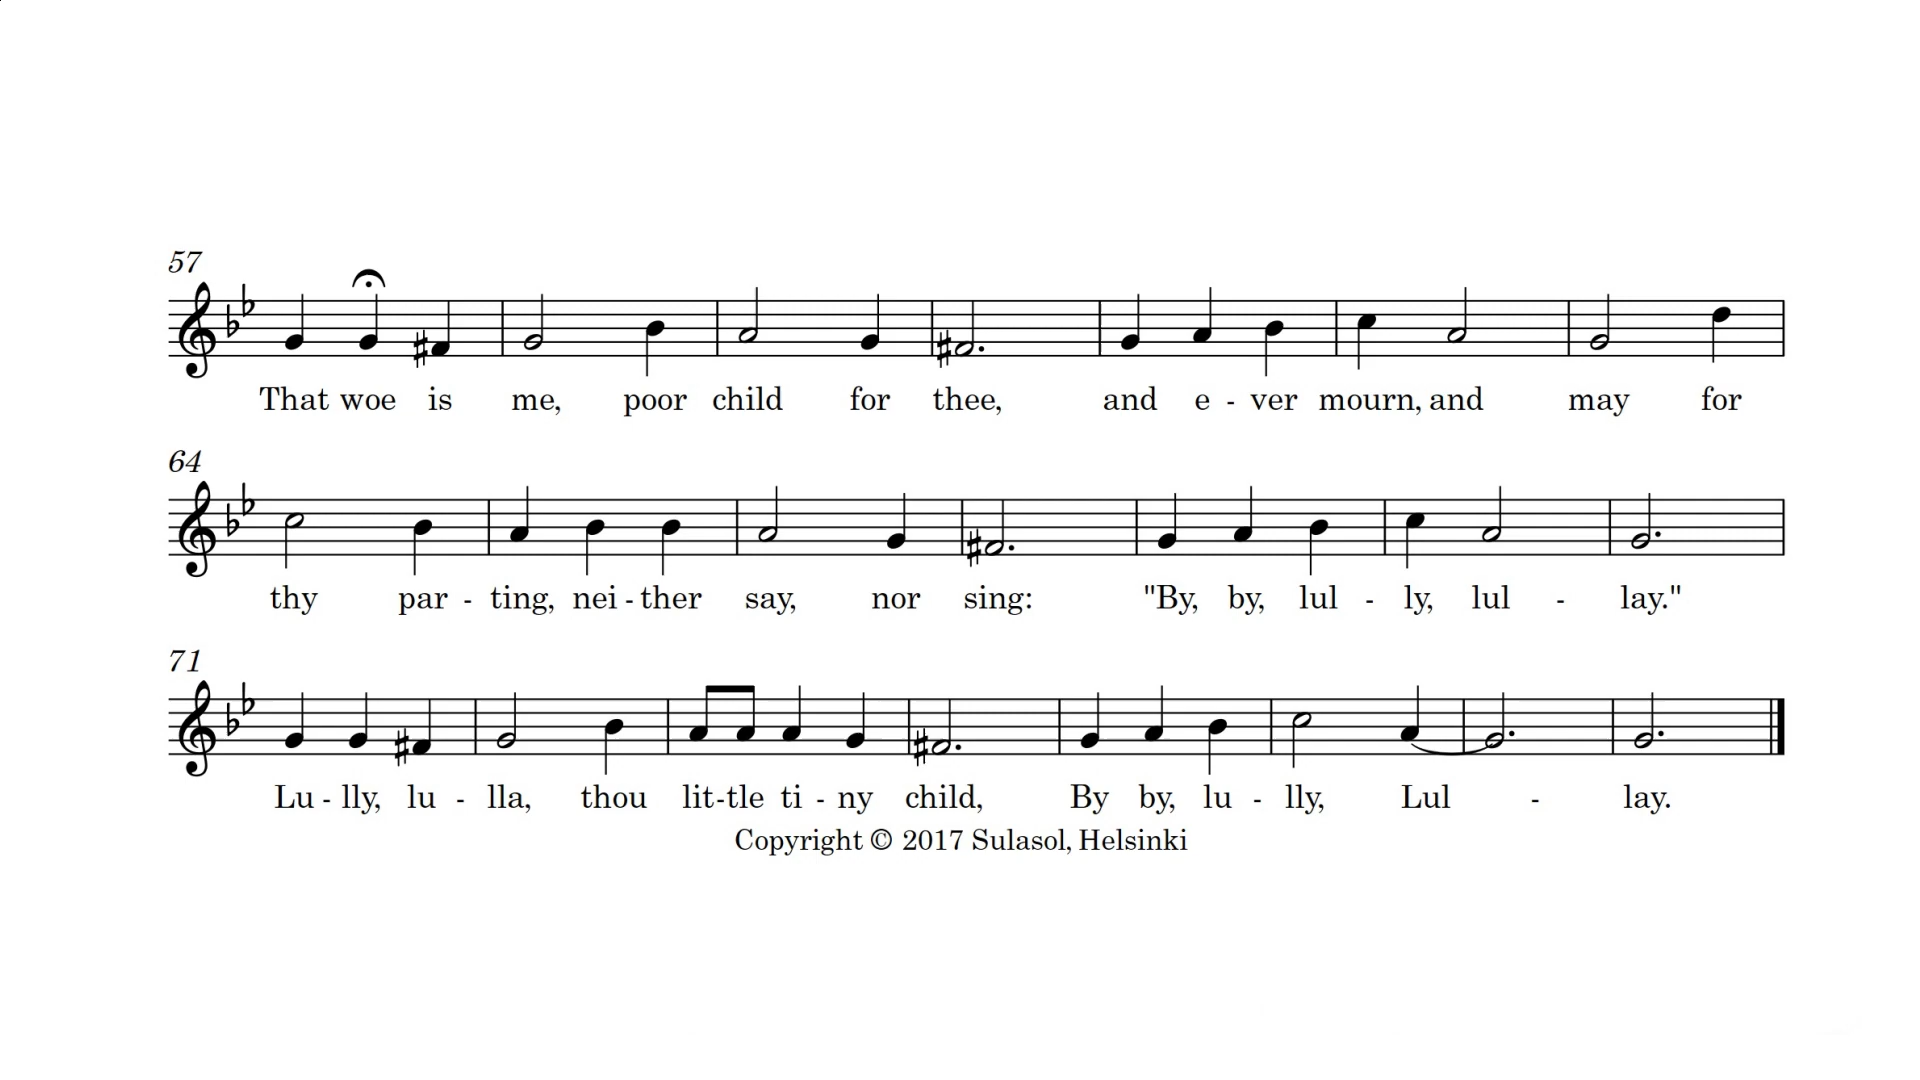 57
That woe is me, poor child for thee, and e - ver mourn, and may for
64
thy par - ting, nei - ther say, nor sing: "By, by, lul - ly, lul - lay."
71
Lu - lly, lu - lla, thou lit-tle ti - ny child, By by, lu - lly, Lul - lay.
Copyright © 2017 Sulasol, Helsinki